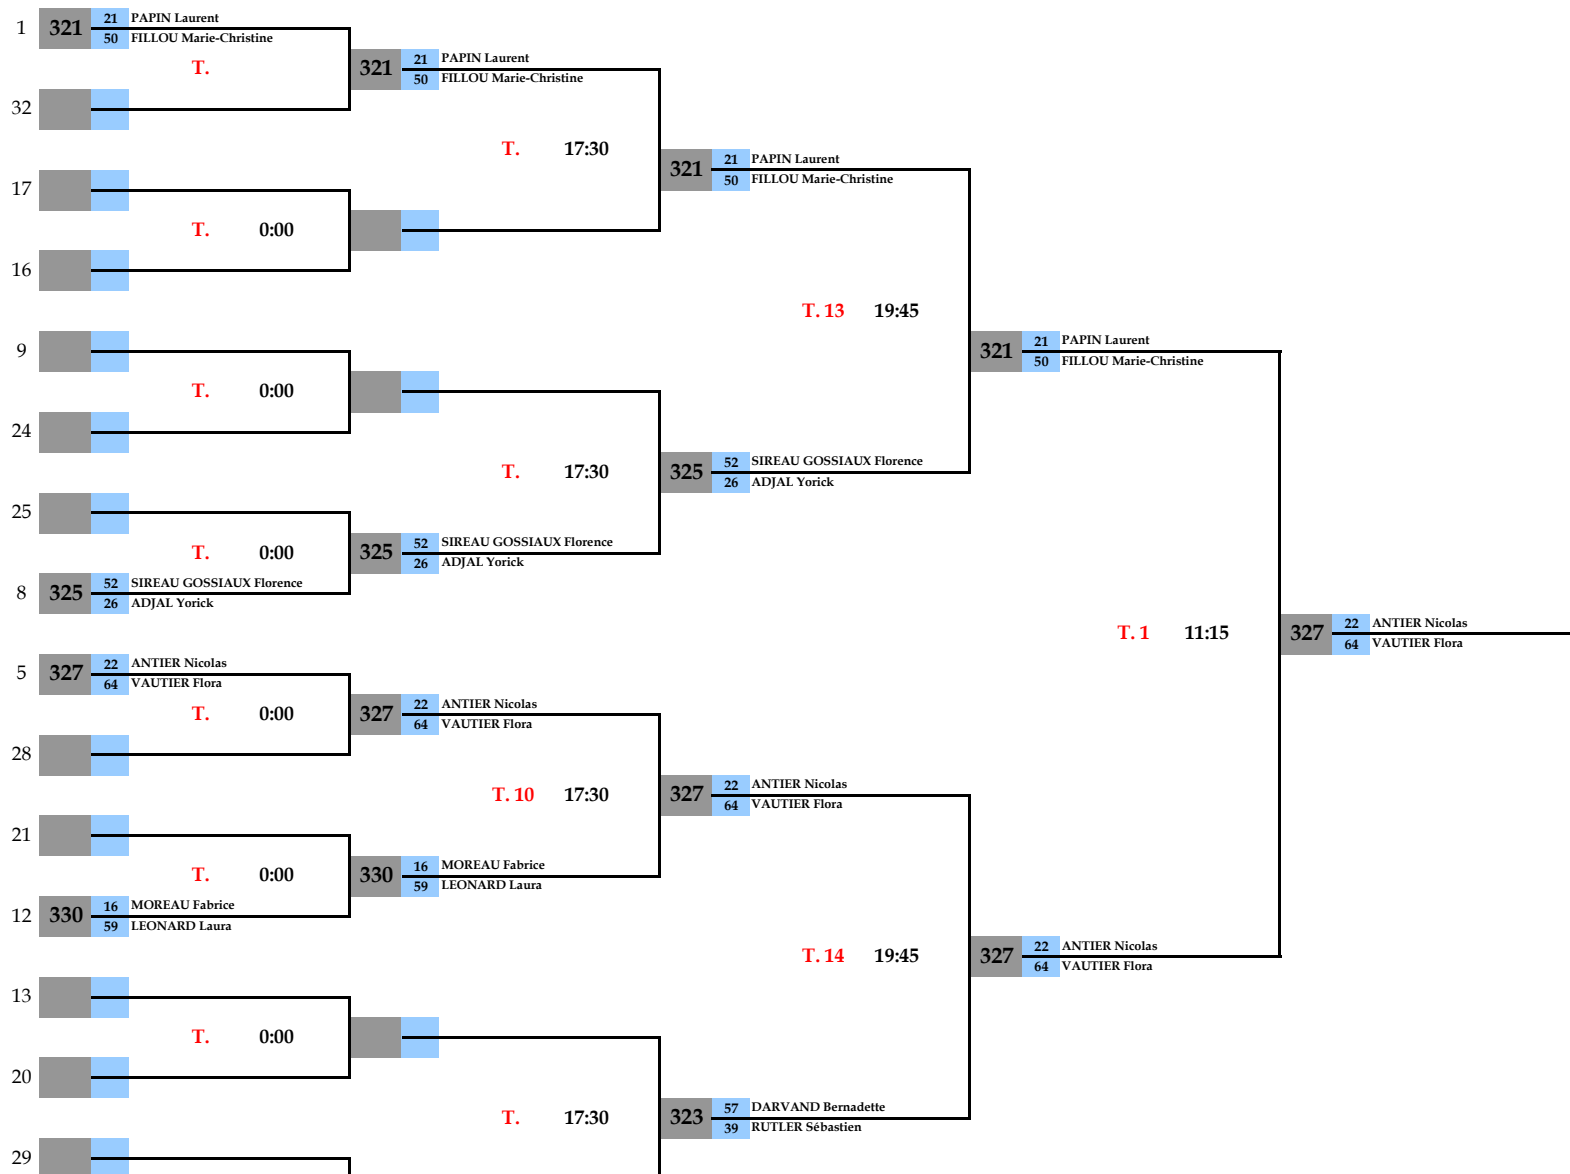 1 321 21 PAPIN Laurent
50 FILLOU Marie-Christine
T.
321 21 PAPIN Laurent
50 FILLOU Marie-Christine
32
T. 17:30
321 21 PAPIN Laurent
50 FILLOU Marie-Christine
17
T. 0:00
16
T. 13 19:45
321 21 PAPIN Laurent
50 FILLOU Marie-Christine
9
T. 0:00
24
T. 17:30
325 52 SIREAU GOSSIAUX Florence
26 ADJAL Yorick
25
T. 0:00
325 52 SIREAU GOSSIAUX Florence
26 ADJAL Yorick
8 325 52 SIREAU GOSSIAUX Florence
26 ADJAL Yorick
T. 1 11:15
327 22 ANTIER Nicolas
64 VAUTIER Flora
5 327 22 ANTIER Nicolas
64 VAUTIER Flora
T. 0:00
327 22 ANTIER Nicolas
64 VAUTIER Flora
28
T. 10 17:30
327 22 ANTIER Nicolas
64 VAUTIER Flora
21
T. 0:00
330 16 MOREAU Fabrice
59 LEONARD Laura
12 330 16 MOREAU Fabrice
59 LEONARD Laura
T. 14 19:45
327 22 ANTIER Nicolas
64 VAUTIER Flora
13
T. 0:00
20
T. 17:30
323 57 DARVAND Bernadette
39 RUTLER Sébastien
29